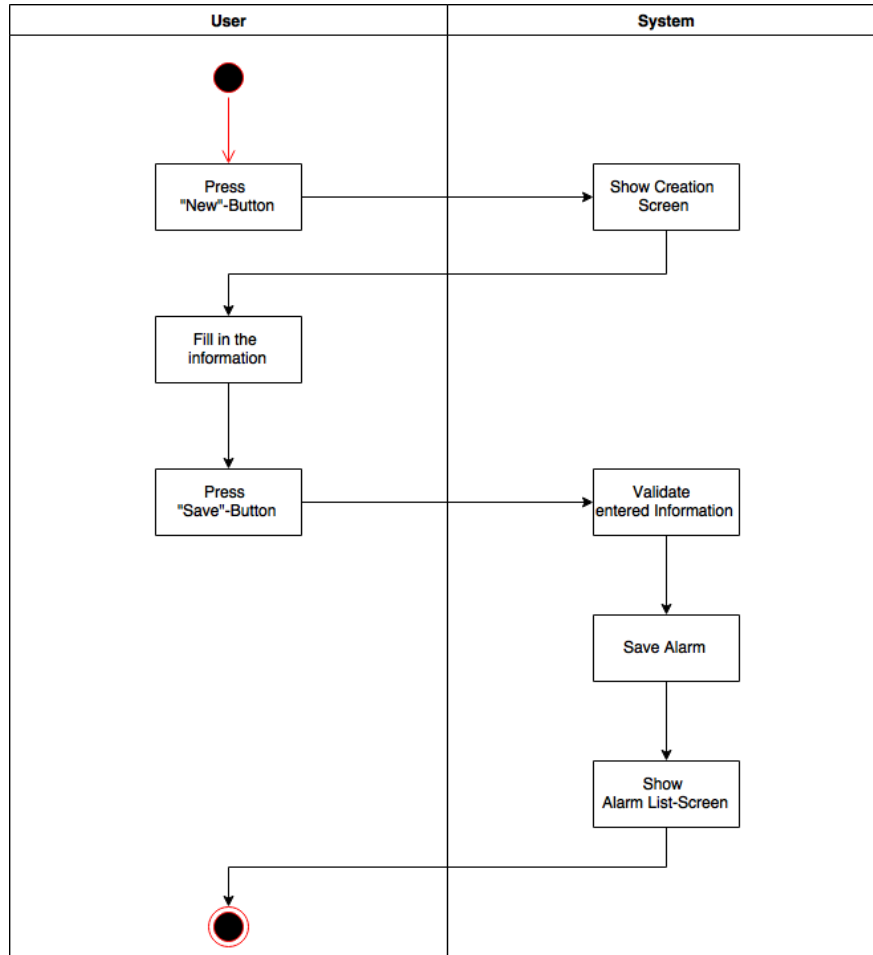 User
System
Press
"New"-Button
Show Creation
Screen
Fill in the
information
Press
"Save"-Button
Validate
entered Information
Save Alarm
Show
Alarm List-Screen